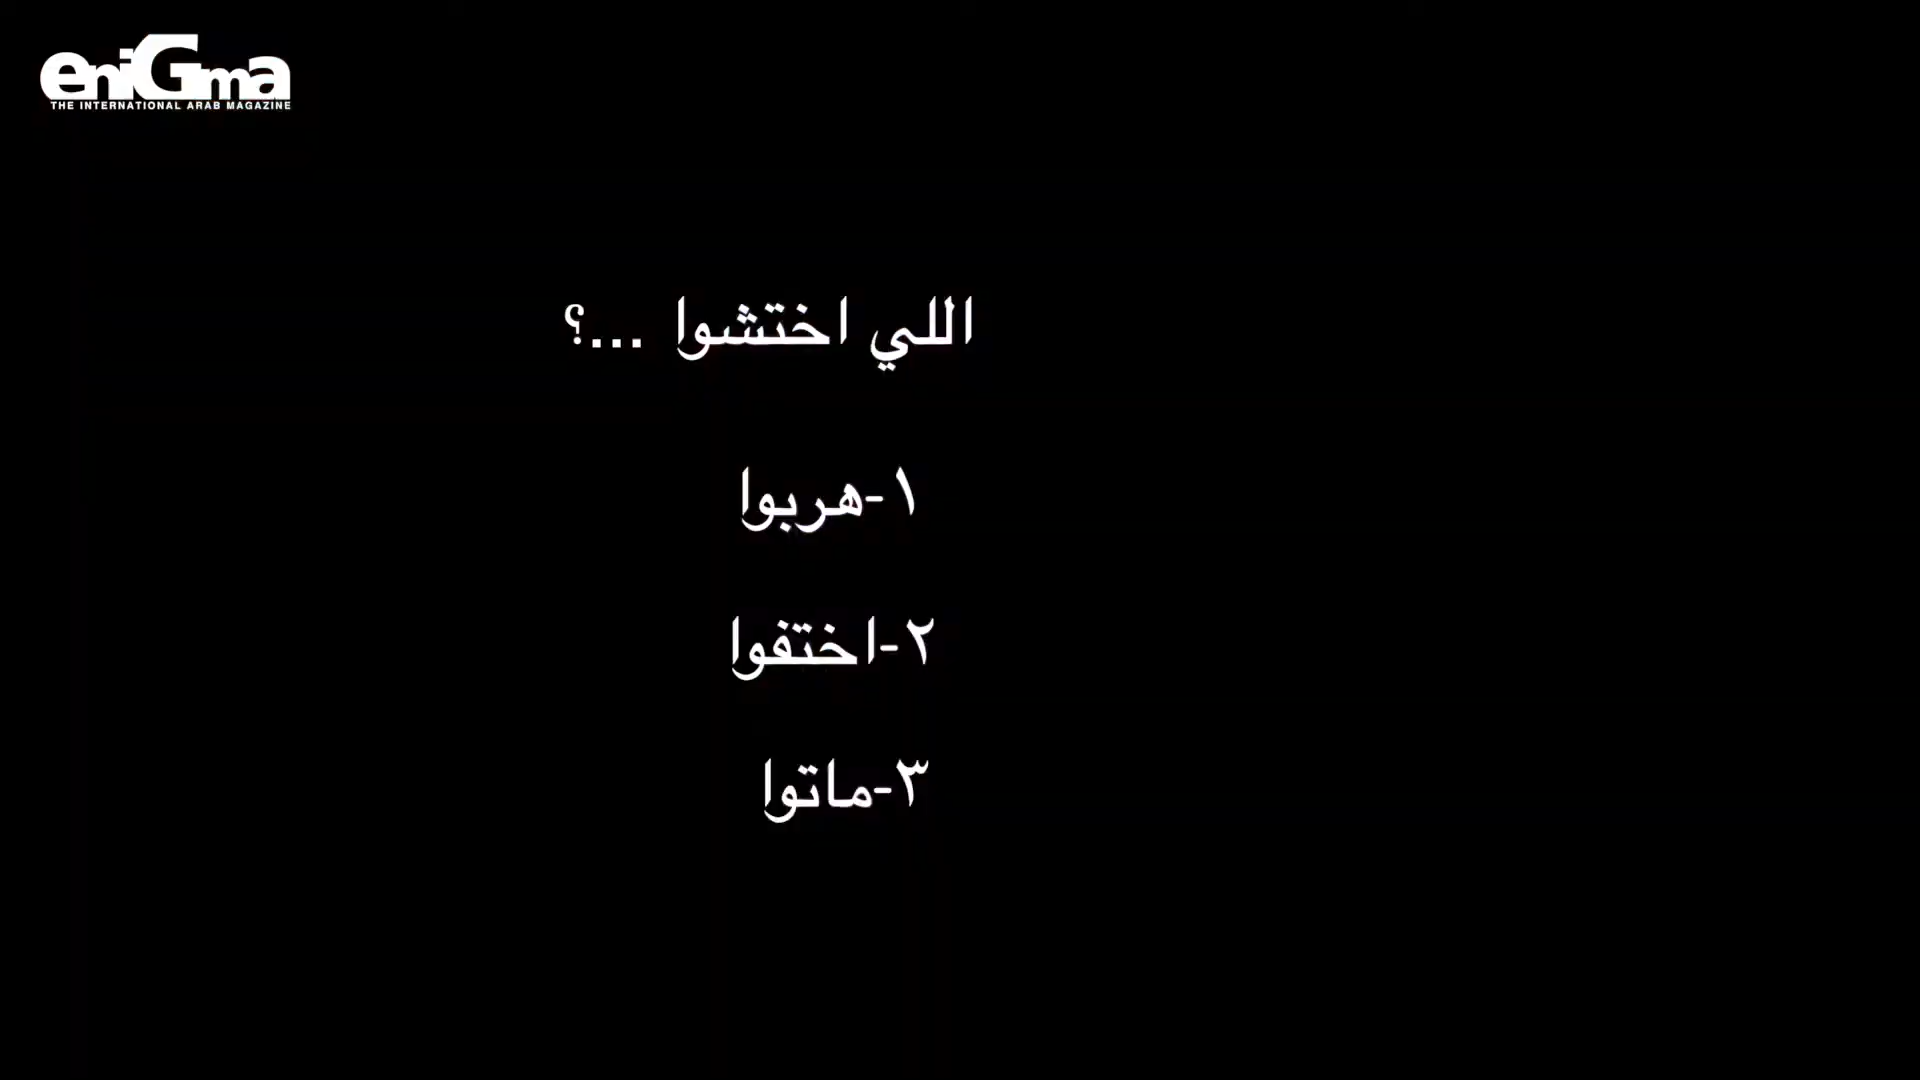 eniGma
THE INTERNATIONAL ARAB MAGAZINE
اللي اختشوا ...؟
١-هربوا
٢-اختفوا
٣-ماتوا